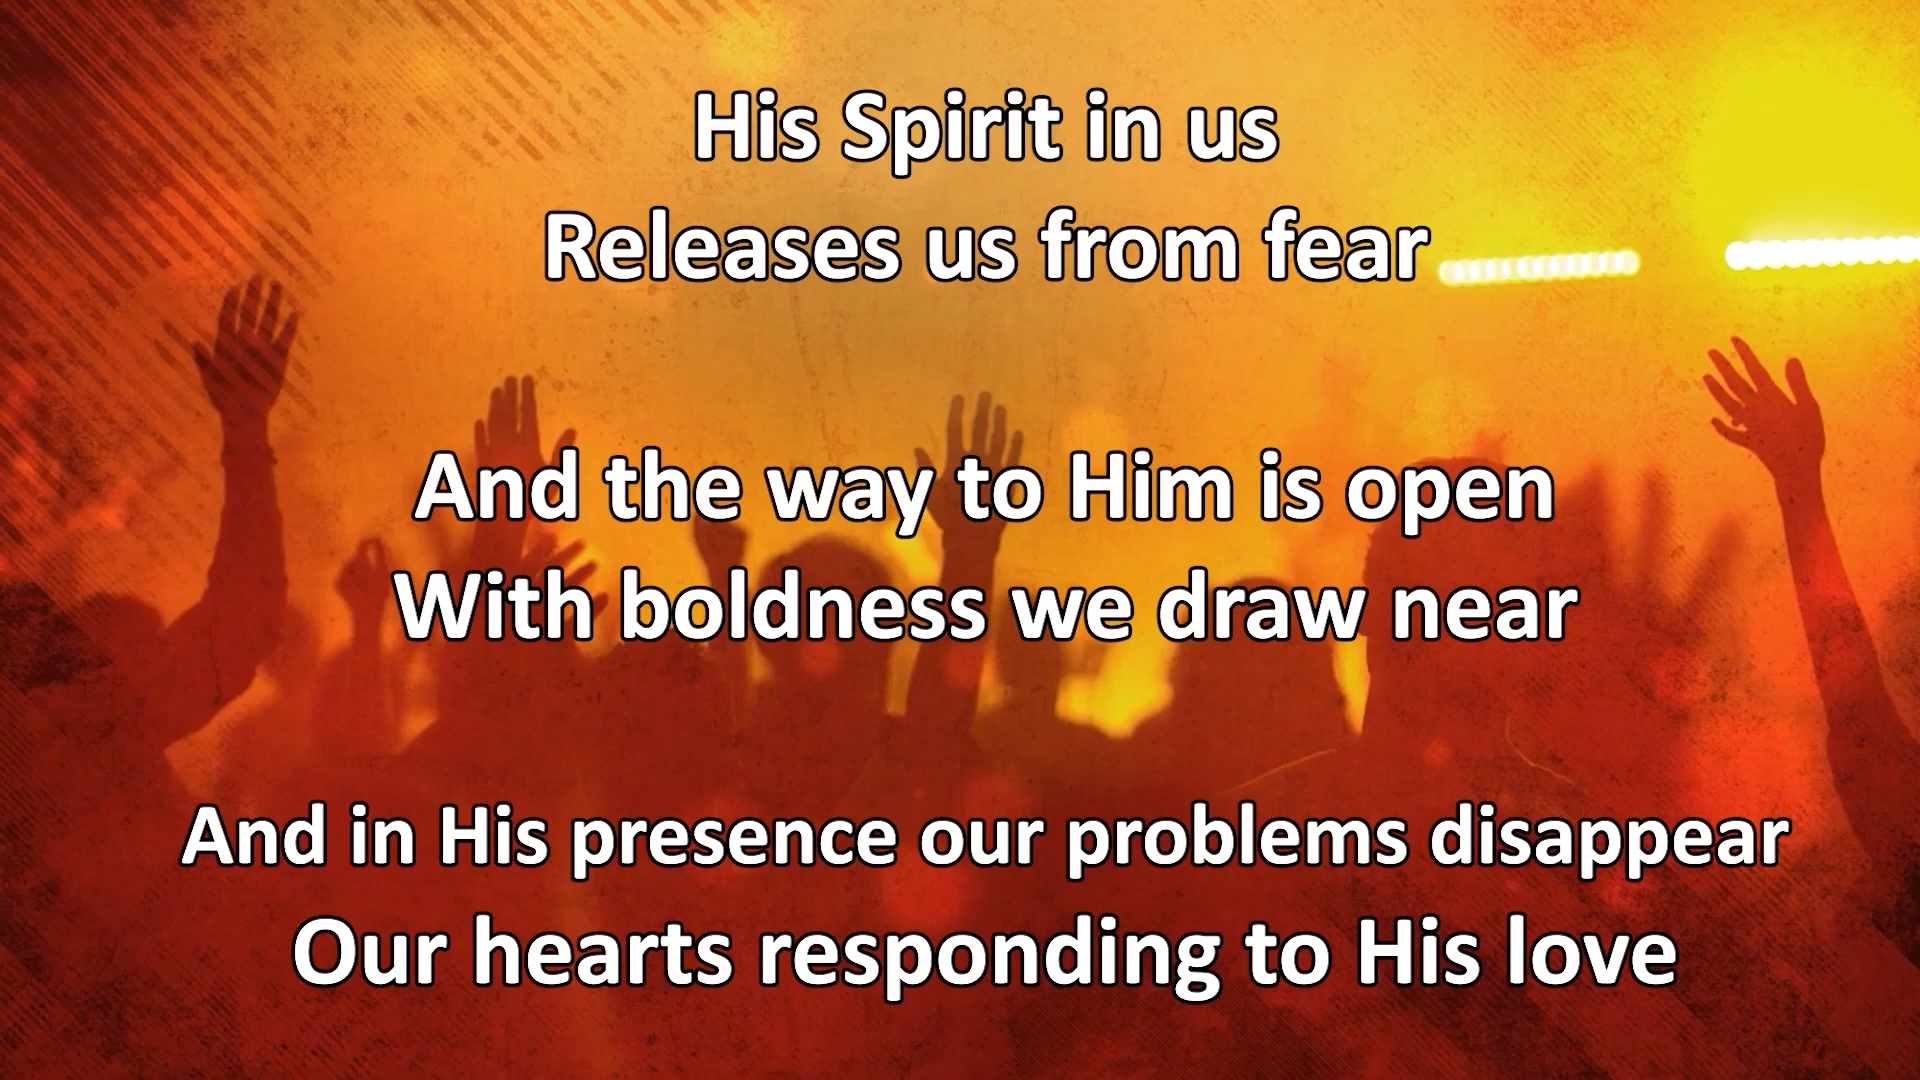 His Spirit in us
Releases us from fear
And the way to Him is open
With boldness we draw near
And in His presence our problems disappear
Our hearts responding to His love